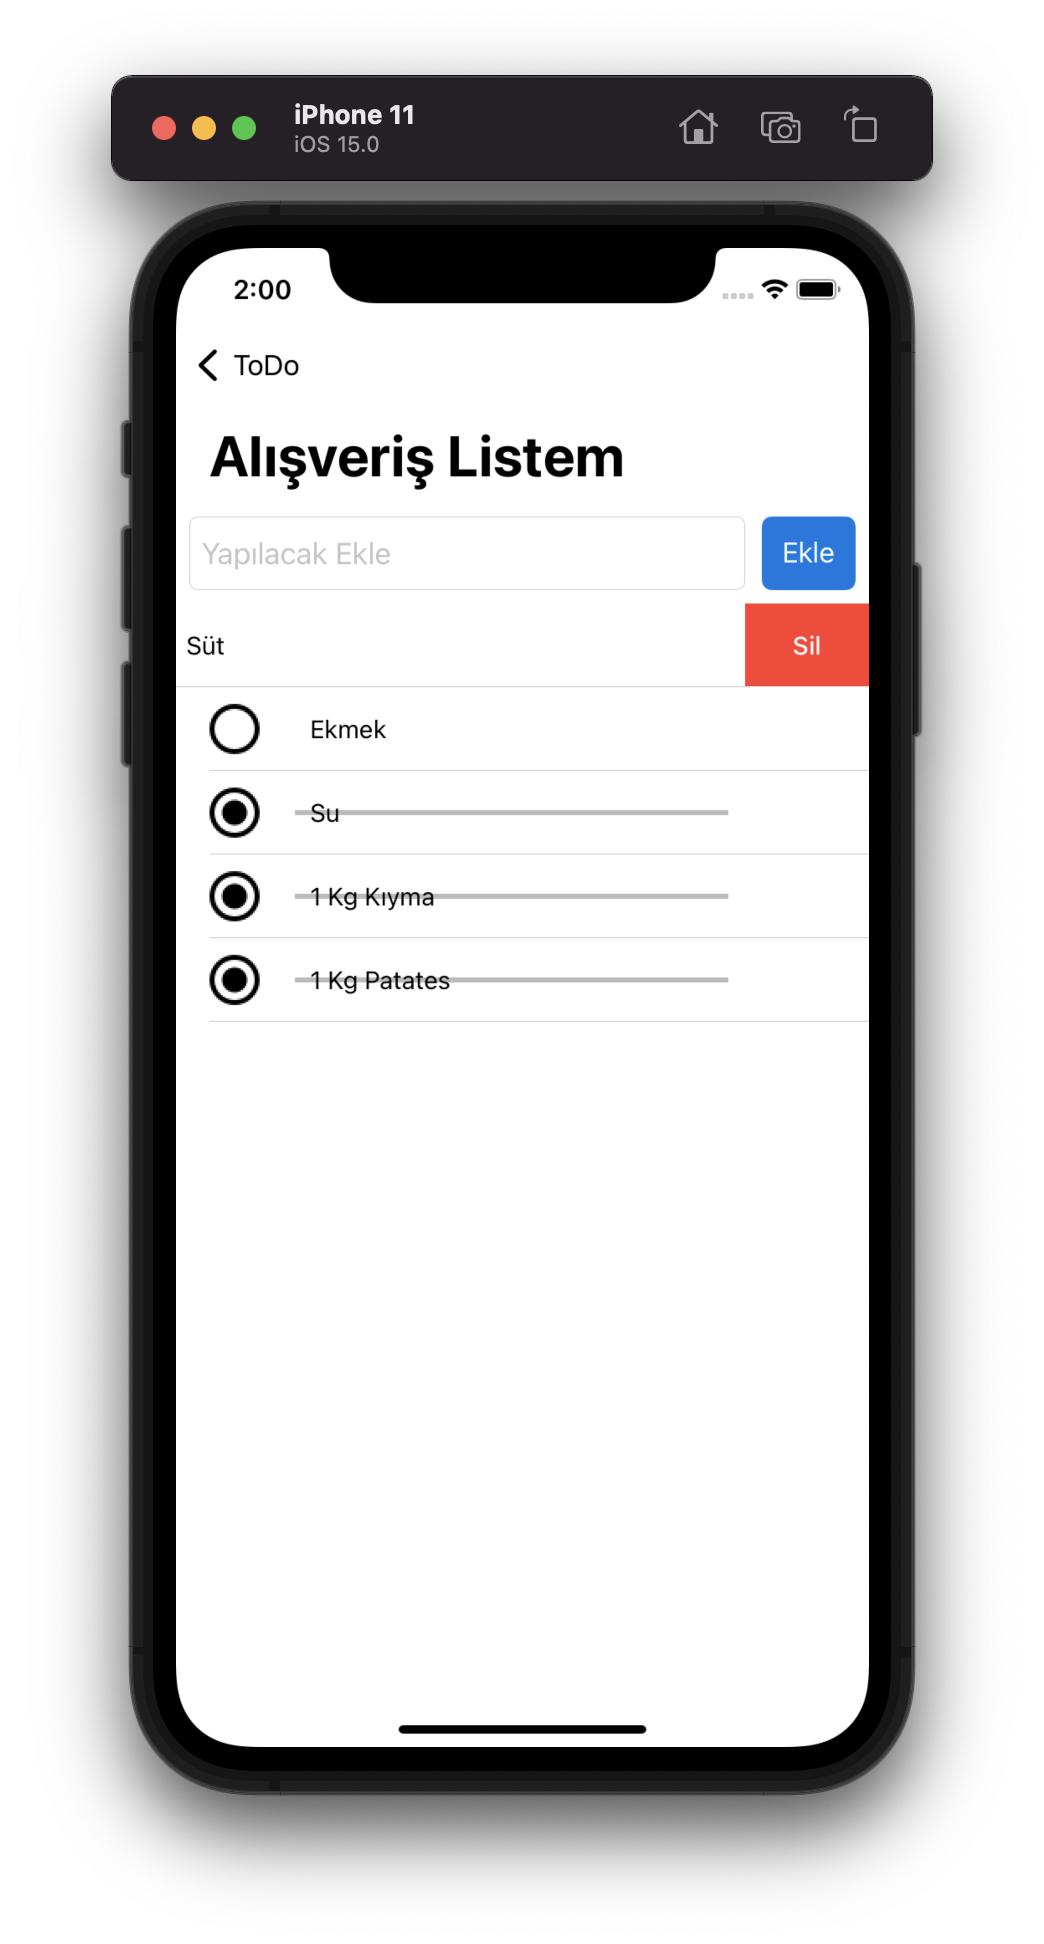 iPhone 11
iOS 15.0
2:00
ToDo
Alışveriş Listem
Yapılacak Ekle
Ekle
Süt
Sil
Ekmek
Su
1 Kg Kıyma
1 Kg Patates